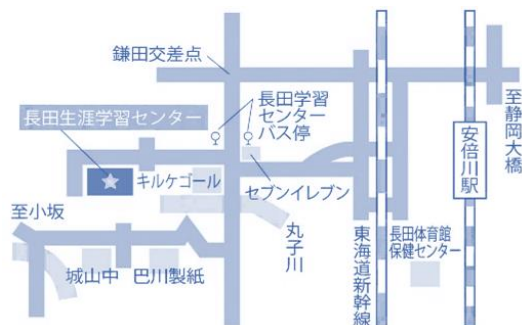 鎌田交差点
長田学習
センター
バス停
至静岡大橋
長田生涯学習センター
安倍川駅
キルケゴール
セブンイレブン
至小坂
丸子川
東海道新幹線
長田体育館
保健センター
城山中
巴川製紙